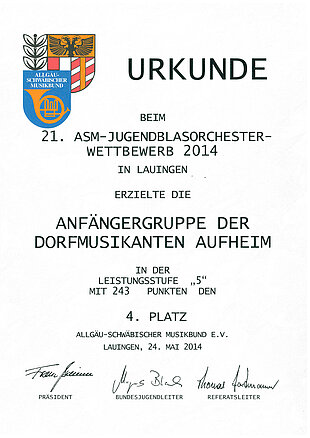 ALLGÄU-
SCHWÄBISCHER
MUSIKBUND
URKUNDE
BEIM
21. ASM-JUGENDBLASORCHESTER-
WETTBEWERB 2014
IN LAUINGEN
ERZIELTE DIE
ANFÄNGERGRUPPE DER
DORFMUSIKANTEN AUFHEIM
IN DER
LEISTUNGSSTUFE „5“
MIT 243 PUNKTEN DEN
4. PLATZ
ALLGÄU-SCHWÄBISCHER MUSIKBUND E.V.
LAUINGEN, 24. MAI 2014
PRÄSIDENT BUNDESJUGENDLEITER REFERATSLEITER